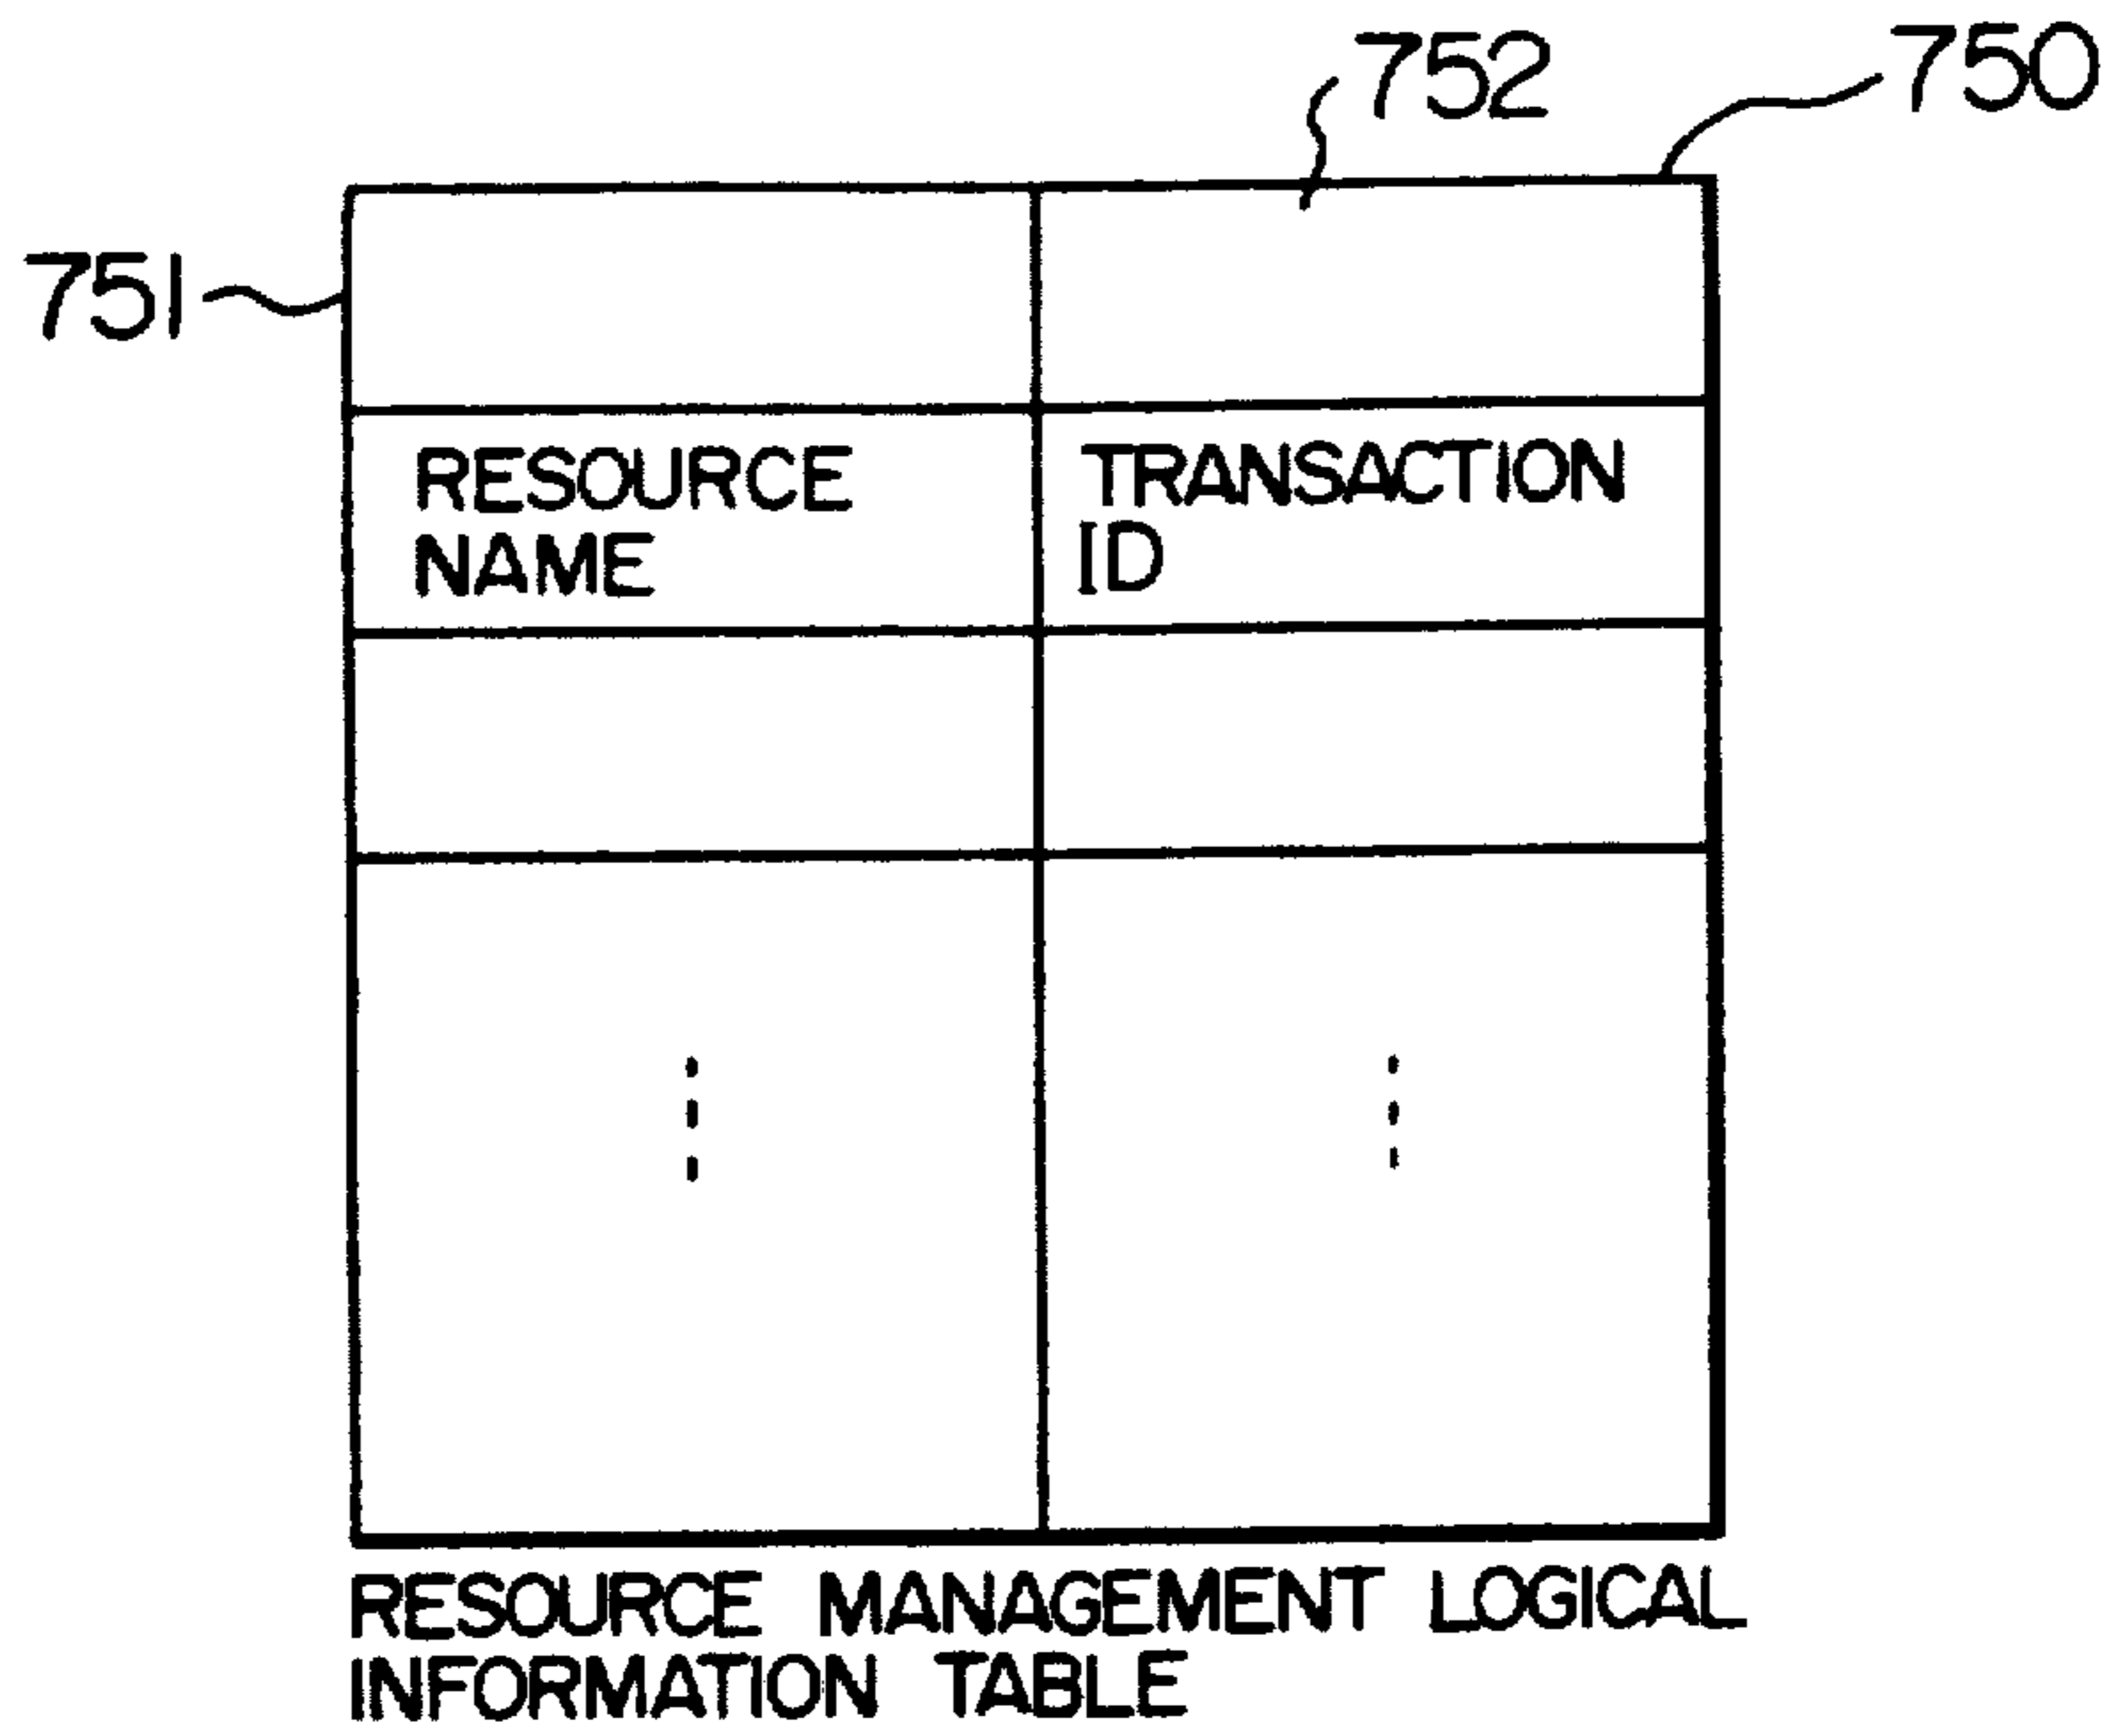 752
750
751
RESOURCE
NAME
TRANSACTION
ID
RESOURCE MANAGEMENT LOGICAL
INFORMATION TABLE